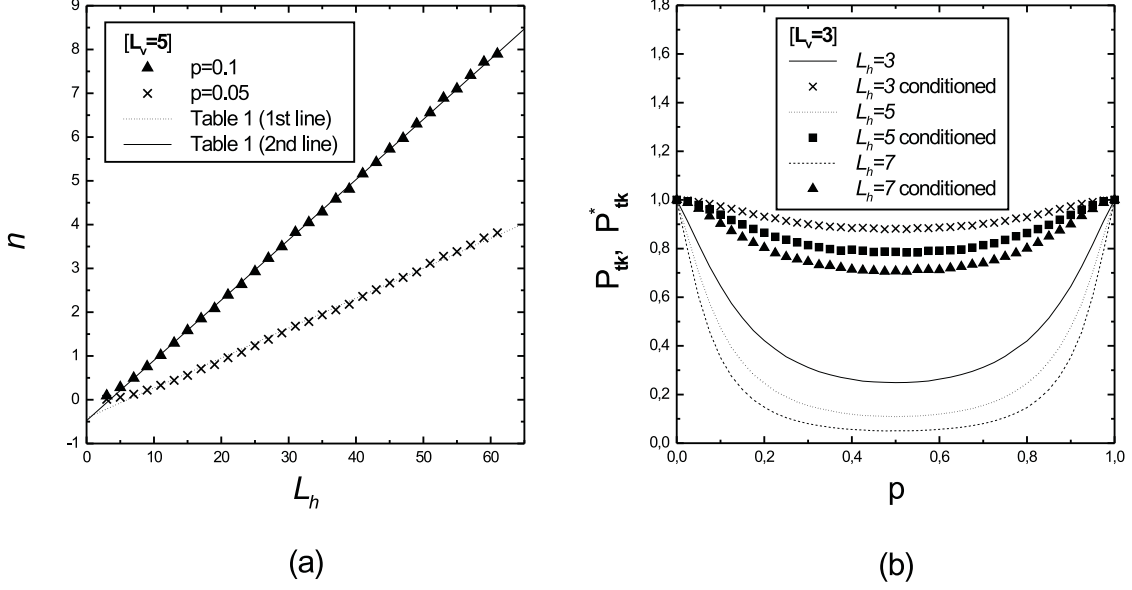 [L_v=5]
p=0.1
p=0.05
Table 1 (1st line)
Table 1 (2nd line)
9
8
7
6
5
4
3
2
1
0
-1
n
0 10 20 30 40 50 60
L_h
(a)
[L_v=3]
L_h=3
L_h=3 conditioned
L_h=5
L_h=5 conditioned
L_h=7
L_h=7 conditioned
1,8
1,6
1,4
1,2
1,0
0,8
0,6
0,4
0,2
0,0
P_tk, P*_tk
0,0 0,2 0,4 0,6 0,8 1,0
p
(b)